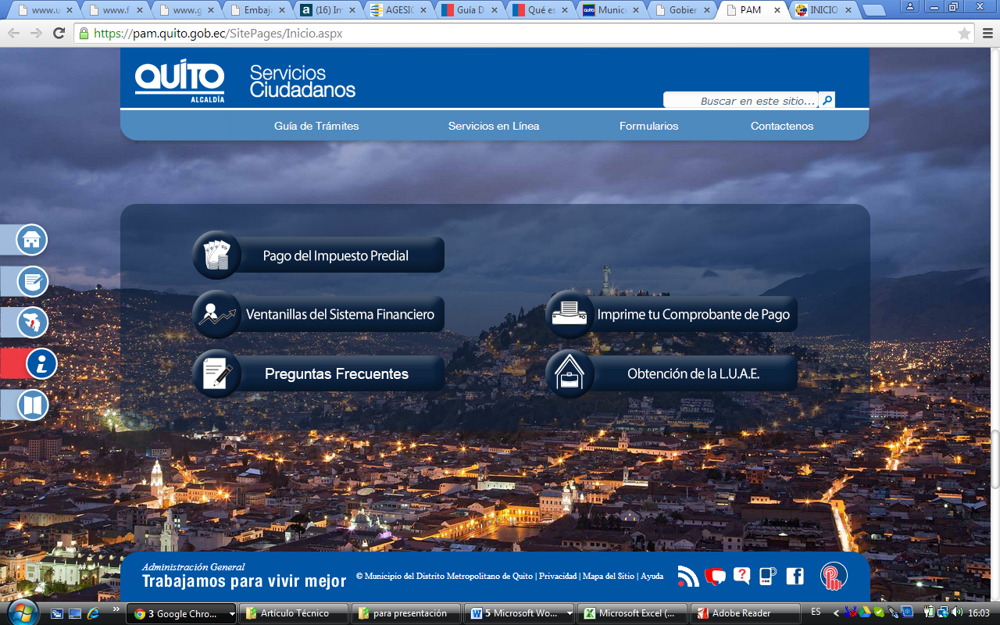 www.u
www.f
www.g
Embaja
(16) Im
AGESIC
Guía D
Qué es
Munici
Gobier
PAM
INICIO
https://pam.quito.gob.ec/SitePages/Inicio.aspx
QUITO
ALCALDÍA
Servicios
Ciudadanos
Buscar en este sitio...
Guía de Trámites
Servicios en Línea
Formularios
Contactenos
Pago del Impuesto Predial
Ventanillas del Sistema Financiero
Imprime tu Comprobante de Pago
Preguntas Frecuentes
Obtención de la L.U.A.E.
Administración General
Trabajamos para vivir mejor
© Municipio del Distrito Metropolitano de Quito | Privacidad | Mapa del Sitio | Ayuda
3 Google Chro...
Artículo Técnico
para presentación
5 Microsoft Wo...
Microsoft Excel (...
Adobe Reader
ES
16:03